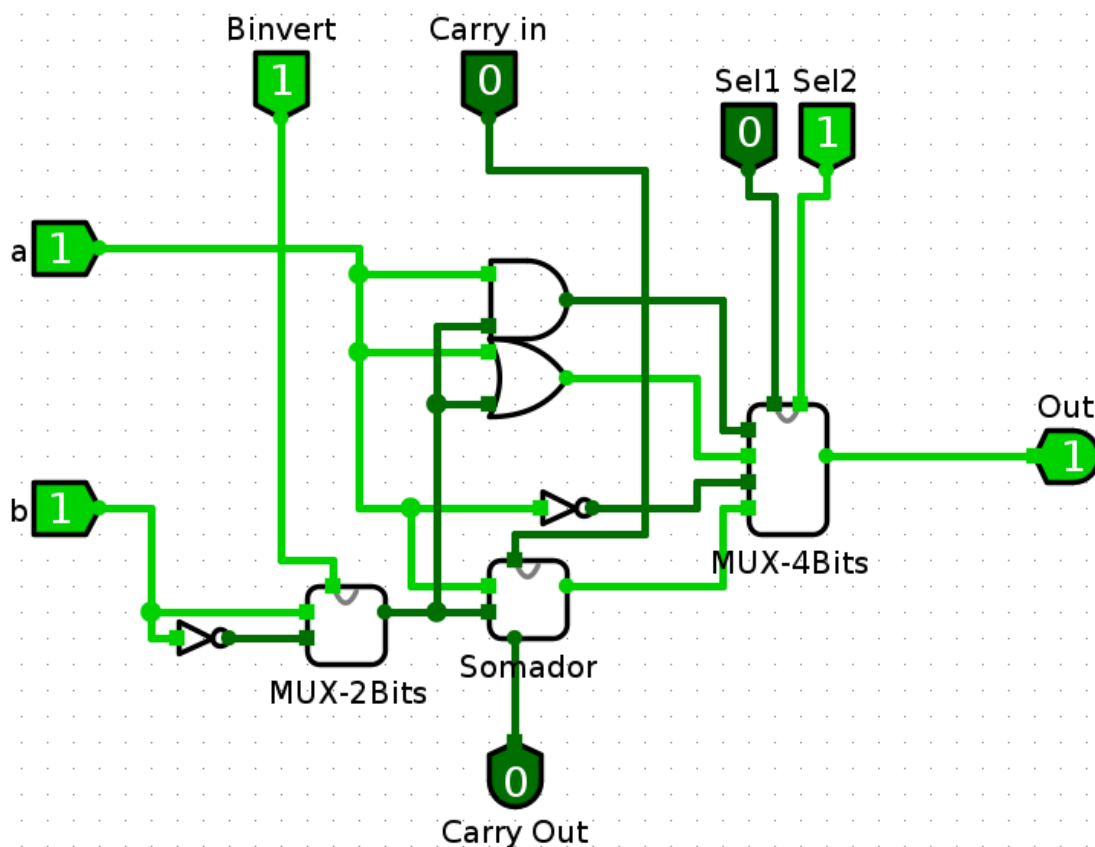 Binvert
Carry in
1
0
Sel1 Sel2
0
1
a 1
Out
1
b 1
MUX-4Bits
Somador
MUX-2Bits
0
Carry Out